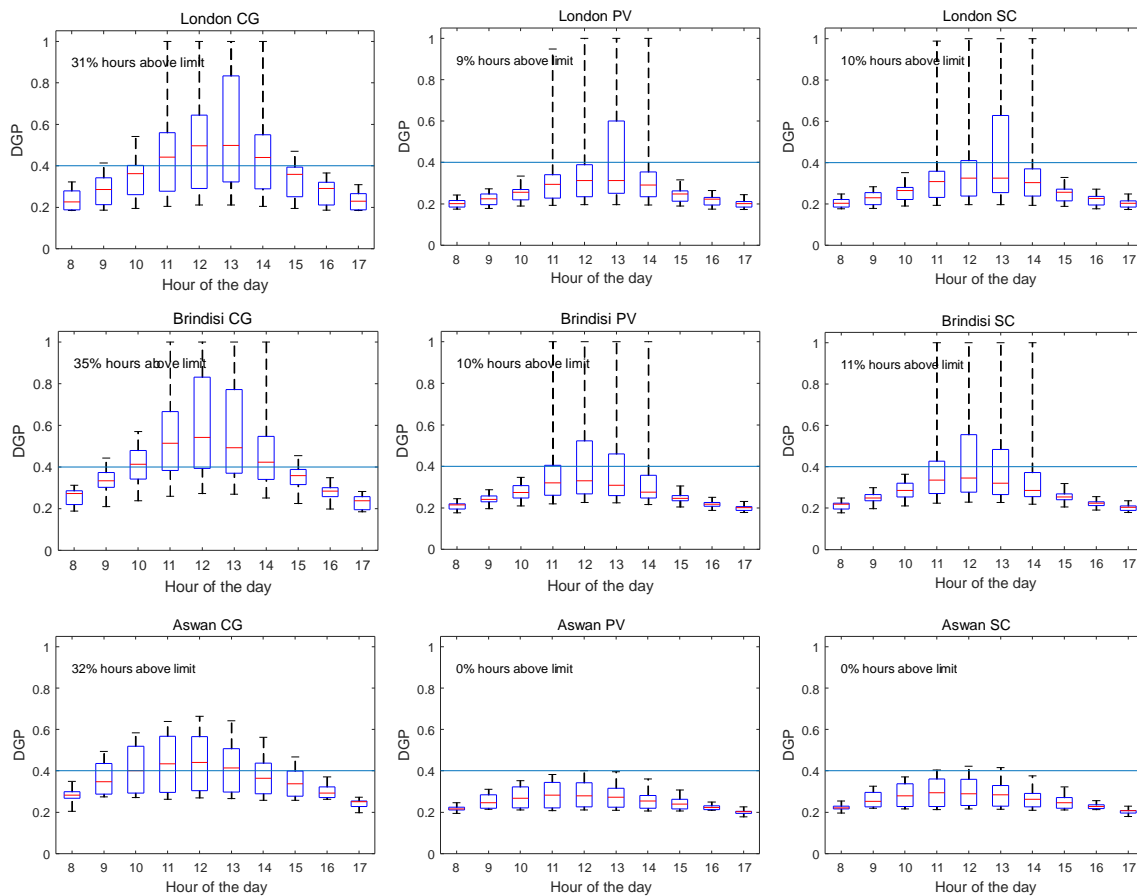 London CG
London PV
London SC
1
31% hours above limit
0.8
0.6
DGP
0.4
0.2
0
8 9 10 11 12 13 14 15 16 17
Hour of the day
1
9% hours above limit
0.8
0.6
DGP
0.4
0.2
0
8 9 10 11 12 13 14 15 16 17
Hour of the day
1
10% hours above limit
0.8
0.6
DGP
0.4
0.2
0
8 9 10 11 12 13 14 15 16 17
Hour of the day
Brindisi CG
Brindisi PV
Brindisi SC
1
35% hours above limit
0.8
0.6
DGP
0.4
0.2
0
8 9 10 11 12 13 14 15 16 17
Hour of the day
1
10% hours above limit
0.8
0.6
DGP
0.4
0.2
0
8 9 10 11 12 13 14 15 16 17
Hour of the day
1
11% hours above limit
0.8
0.6
DGP
0.4
0.2
0
8 9 10 11 12 13 14 15 16 17
Hour of the day
Aswan CG
Aswan PV
Aswan SC
1
32% hours above limit
0.8
0.6
DGP
0.4
0.2
0
8 9 10 11 12 13 14 15 16 17
Hour of the day
1
0% hours above limit
0.8
0.6
DGP
0.4
0.2
0
8 9 10 11 12 13 14 15 16 17
Hour of the day
1
0% hours above limit
0.8
0.6
DGP
0.4
0.2
0
8 9 10 11 12 13 14 15 16 17
Hour of the day